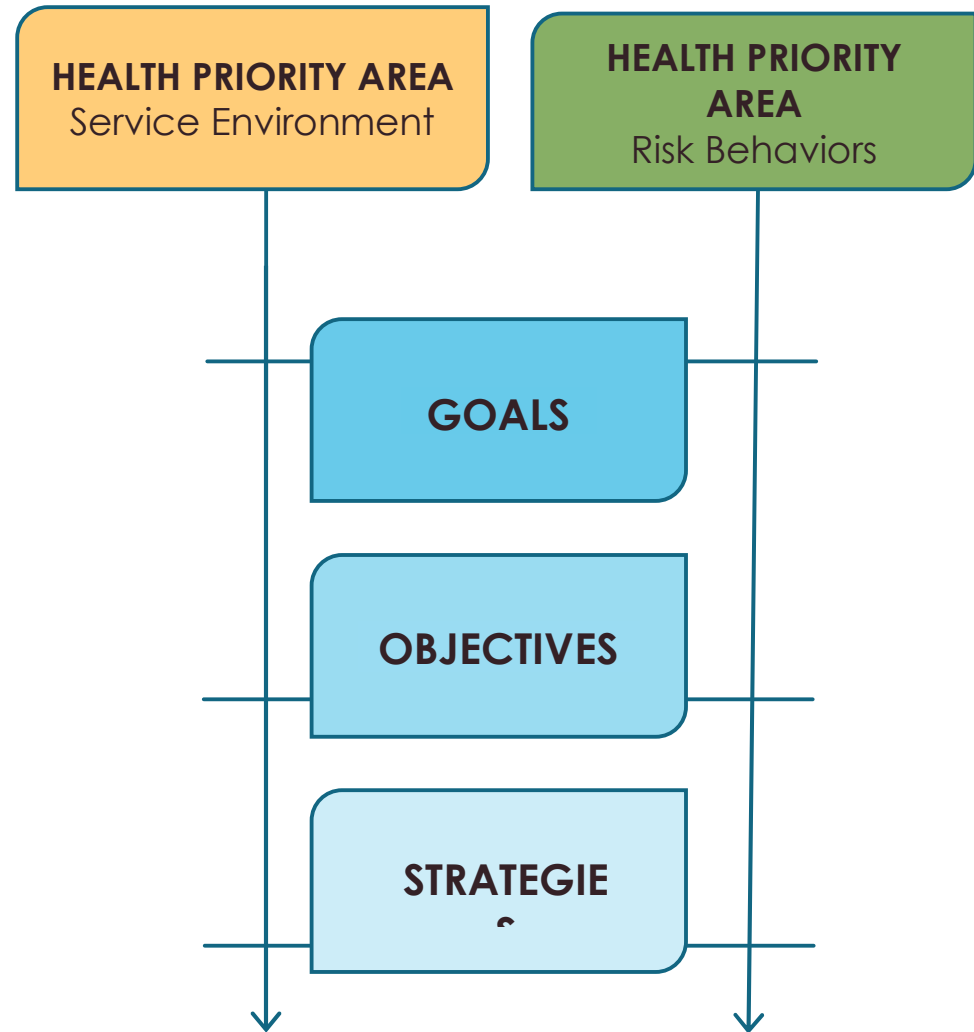 HEALTH PRIORITY AREA
Service Environment
HEALTH PRIORITY
AREA
Risk Behaviors
GOALS
OBJECTIVES
STRATEGIE
S